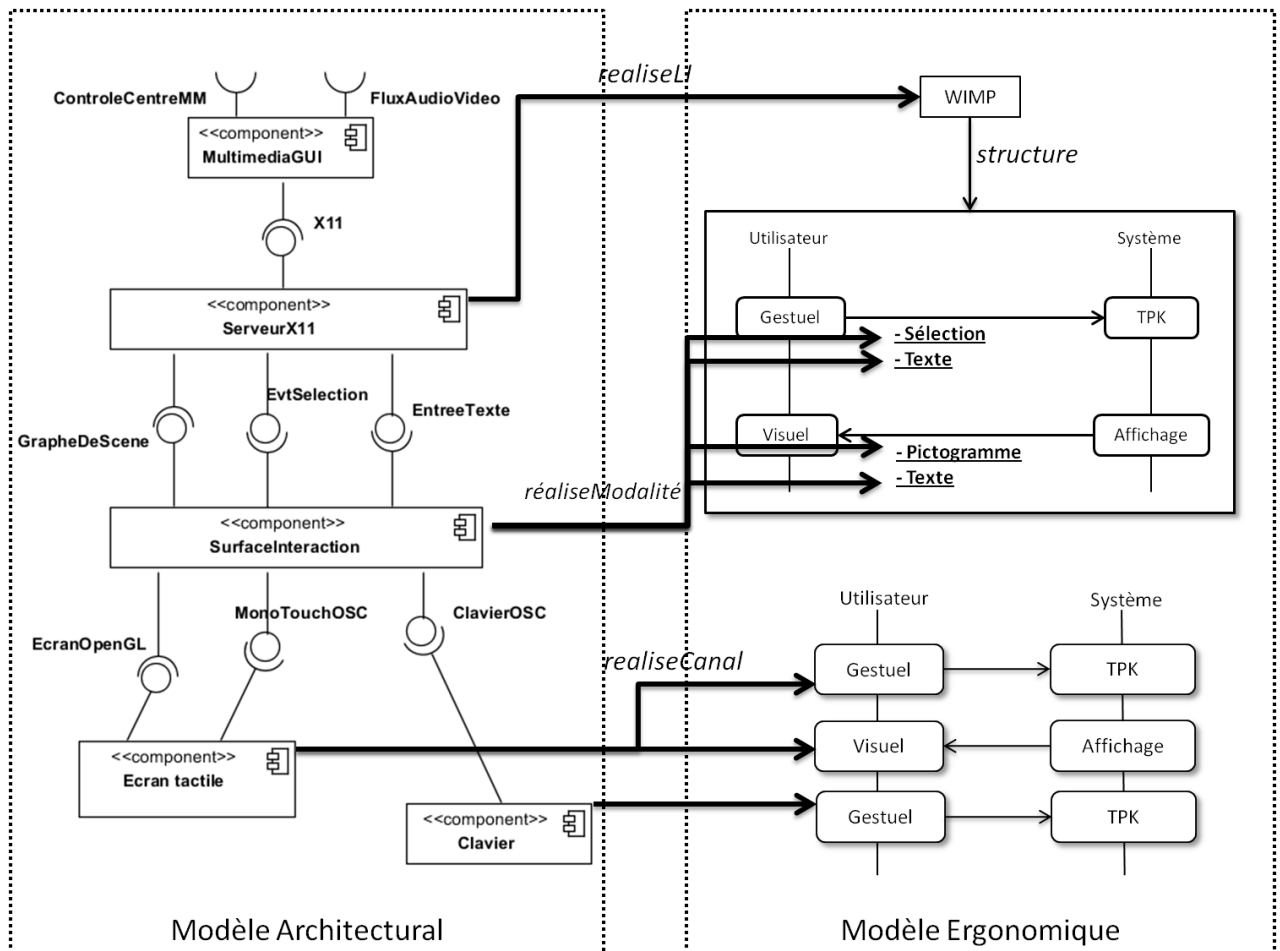 ControleCentreMM
FluxAudioVideo
<<component>>
MultimediaGUI
X11
<<component>>
ServeurX11
GrapheDeScene
EvtSelection
EntreeTexte
<<component>>
SurfaceInteraction
EcranOpenGL
MonoTouchOSC
ClavierOSC
<<component>>
Ecran tactile
<<component>>
Clavier
Modèle Architectural
realiseLI
réaliseModalité
realiseCanal
WIMP
structure
Utilisateur
Système
Gestuel
TPK
- Sélection
- Texte
Visuel
Affichage
- Pictogramme
- Texte
Utilisateur
Système
Gestuel
TPK
Visuel
Affichage
Gestuel
TPK
Modèle Ergonomique